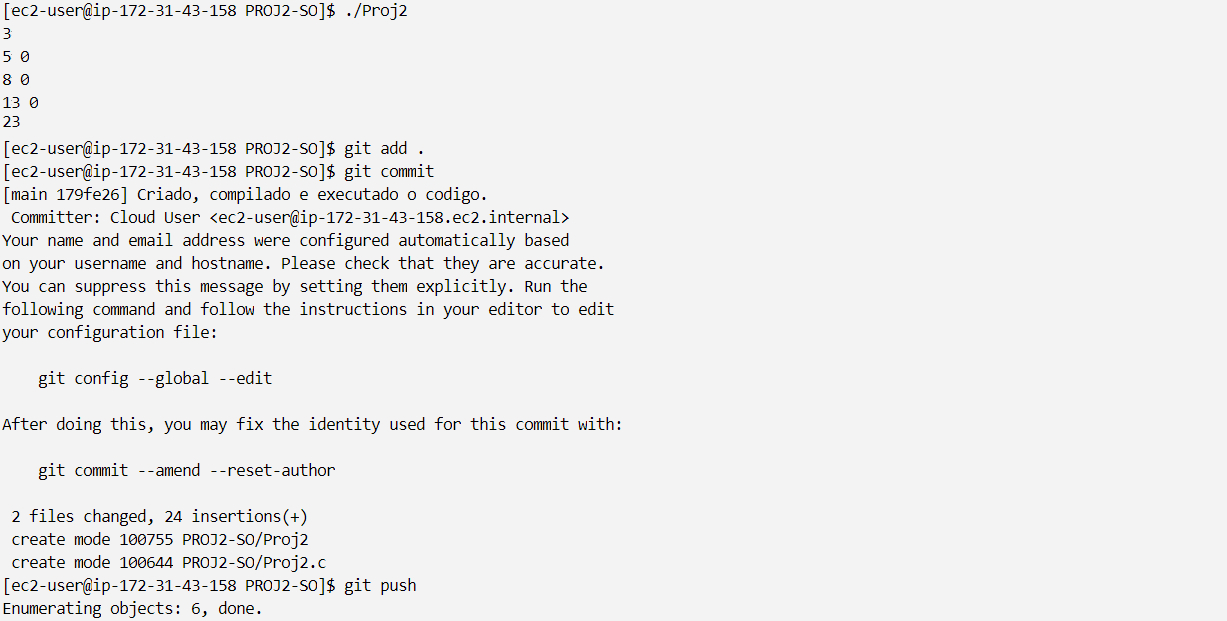 [ec2-user@ip-172-31-43-158 PROJ2-SO]$ ./Proj2
3
5 0
8 0
13 0
23
[ec2-user@ip-172-31-43-158 PROJ2-SO]$ git add .
[ec2-user@ip-172-31-43-158 PROJ2-SO]$ git commit
[main 179fe26] Criado, compilado e executado o codigo.
 Committer: Cloud User <ec2-user@ip-172-31-43-158.ec2.internal>
Your name and email address were configured automatically based
on your username and hostname. Please check that they are accurate.
You can suppress this message by setting them explicitly. Run the
following command and follow the instructions in your editor to edit
your configuration file:

    git config --global --edit

After doing this, you may fix the identity used for this commit with:

    git commit --amend --reset-author

 2 files changed, 24 insertions(+)
 create mode 100755 PROJ2-SO/Proj2
 create mode 100644 PROJ2-SO/Proj2.c
[ec2-user@ip-172-31-43-158 PROJ2-SO]$ git push
Enumerating objects: 6, done.